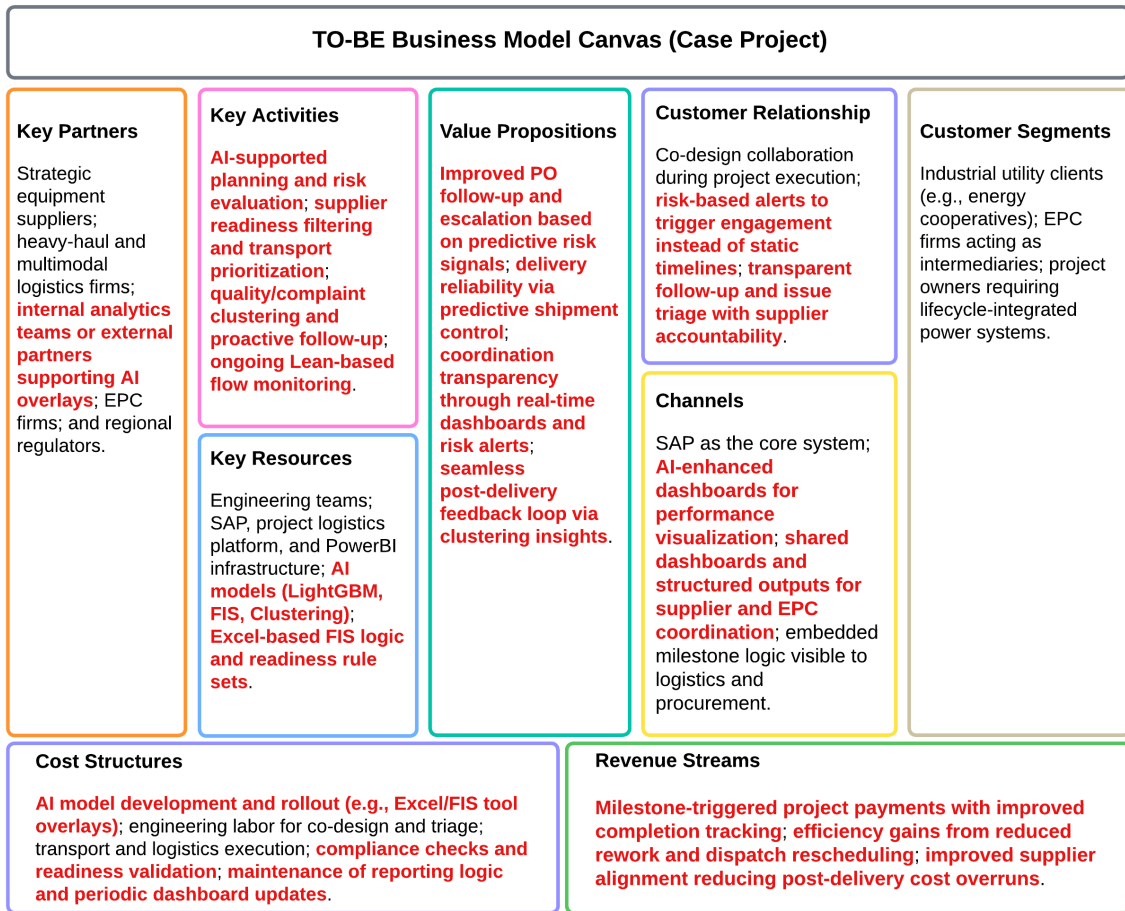 TO-BE Business Model Canvas (Case Project)
Key Partners
Strategic
equipment
suppliers;
heavy-haul and
multimodal
logistics firms;
internal analytics
teams or external
partners
supporting AI
overlays; EPC
firms; and regional
regulators.
Key Activities
AI-supported
planning and risk
evaluation; supplier
readiness filtering
and transport
prioritization;
quality/complaint
clustering and
proactive follow-up;
ongoing Lean-based
flow monitoring.
Key Resources
Engineering teams;
SAP, project logistics
platform, and PowerBI
infrastructure; AI
models (LightGBM,
FIS, Clustering);
Excel-based FIS logic
and readiness rule
sets.
Value Propositions
Improved PO
follow-up and
escalation based
on predictive risk
signals; delivery
reliability via
predictive shipment
control;
coordination
transparency
through real-time
dashboards and
risk alerts;
seamless
post-delivery
feedback loop via
clustering insights.
Customer Relationship
Co-design collaboration
during project execution;
risk-based alerts to
trigger engagement
instead of static
timelines; transparent
follow-up and issue
triage with supplier
accountability.
Channels
SAP as the core system;
AI-enhanced
dashboards for
performance
visualization; shared
dashboards and
structured outputs for
supplier and EPC
coordination; embedded
milestone logic visible to
logistics and
procurement.
Customer Segments
Industrial utility clients
(e.g., energy
cooperatives); EPC
firms acting as
intermediaries; project
owners requiring
lifecycle-integrated
power systems.
Cost Structures
AI model development and rollout (e.g., Excel/FIS tool
overlays); engineering labor for co-design and triage;
transport and logistics execution; compliance checks and
readiness validation; maintenance of reporting logic
and periodic dashboard updates.
Revenue Streams
Milestone-triggered project payments with improved
completion tracking; efficiency gains from reduced
rework and dispatch rescheduling; improved supplier
alignment reducing post-delivery cost overruns.